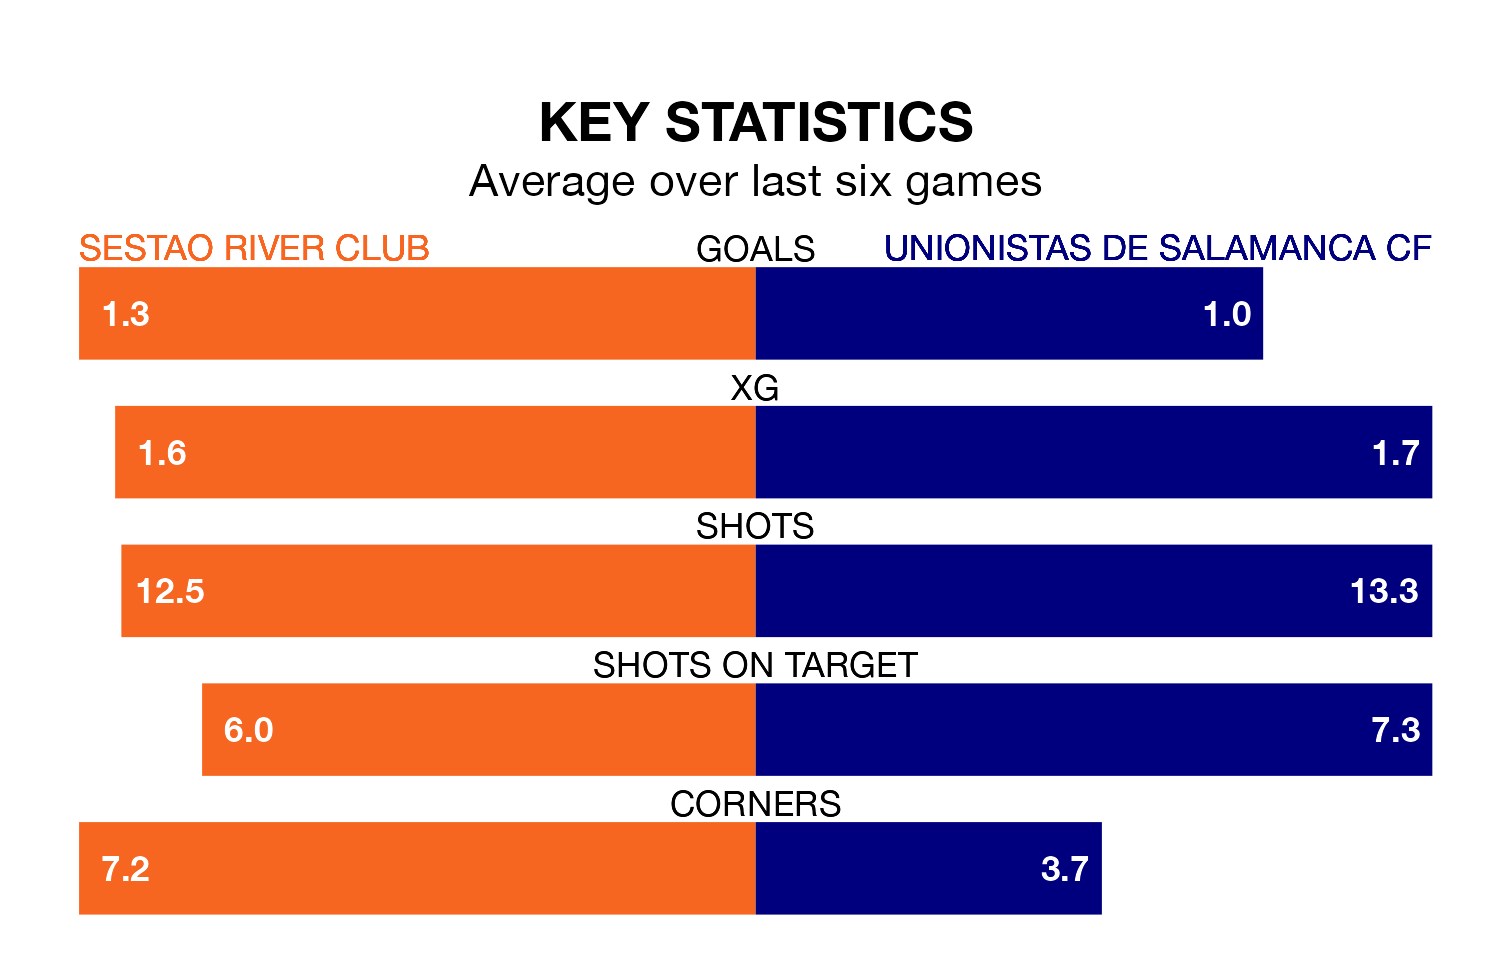 KEY STATISTICS
Average over last six games
SESTAO RIVER CLUB GOALS UNIONISTAS DE SALAMANCA CF
1.3 1.0
XG
1.6 1.7
SHOTS
12.5 13.3
SHOTS ON TARGET
6.0 7.3
CORNERS
7.2 3.7